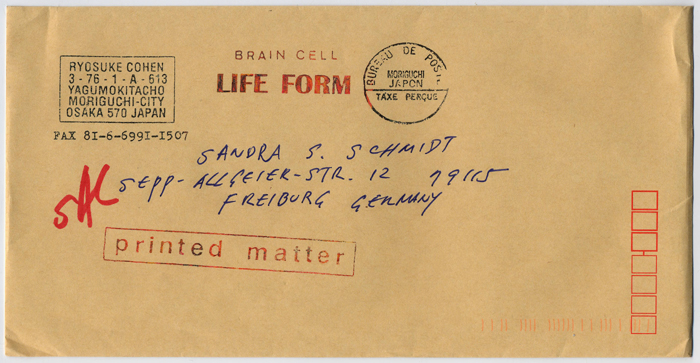 RYOSUKE COHEN
3-76-1-A-613
YAGUMOKITACHO
MORIGUCHI-CITY
OSAKA 570 JAPAN
FAX 81-6-6991-1507
BRAIN CELL
LIFE FORM
BUREAU DE POSTE
MORIGUCHI
JAPON
TAXE PERÇUE
SANDRA S. SCHMIDT
SEPP-ALLGEIER-STR. 12 79115
FREIBURG GERMANY
printed matter